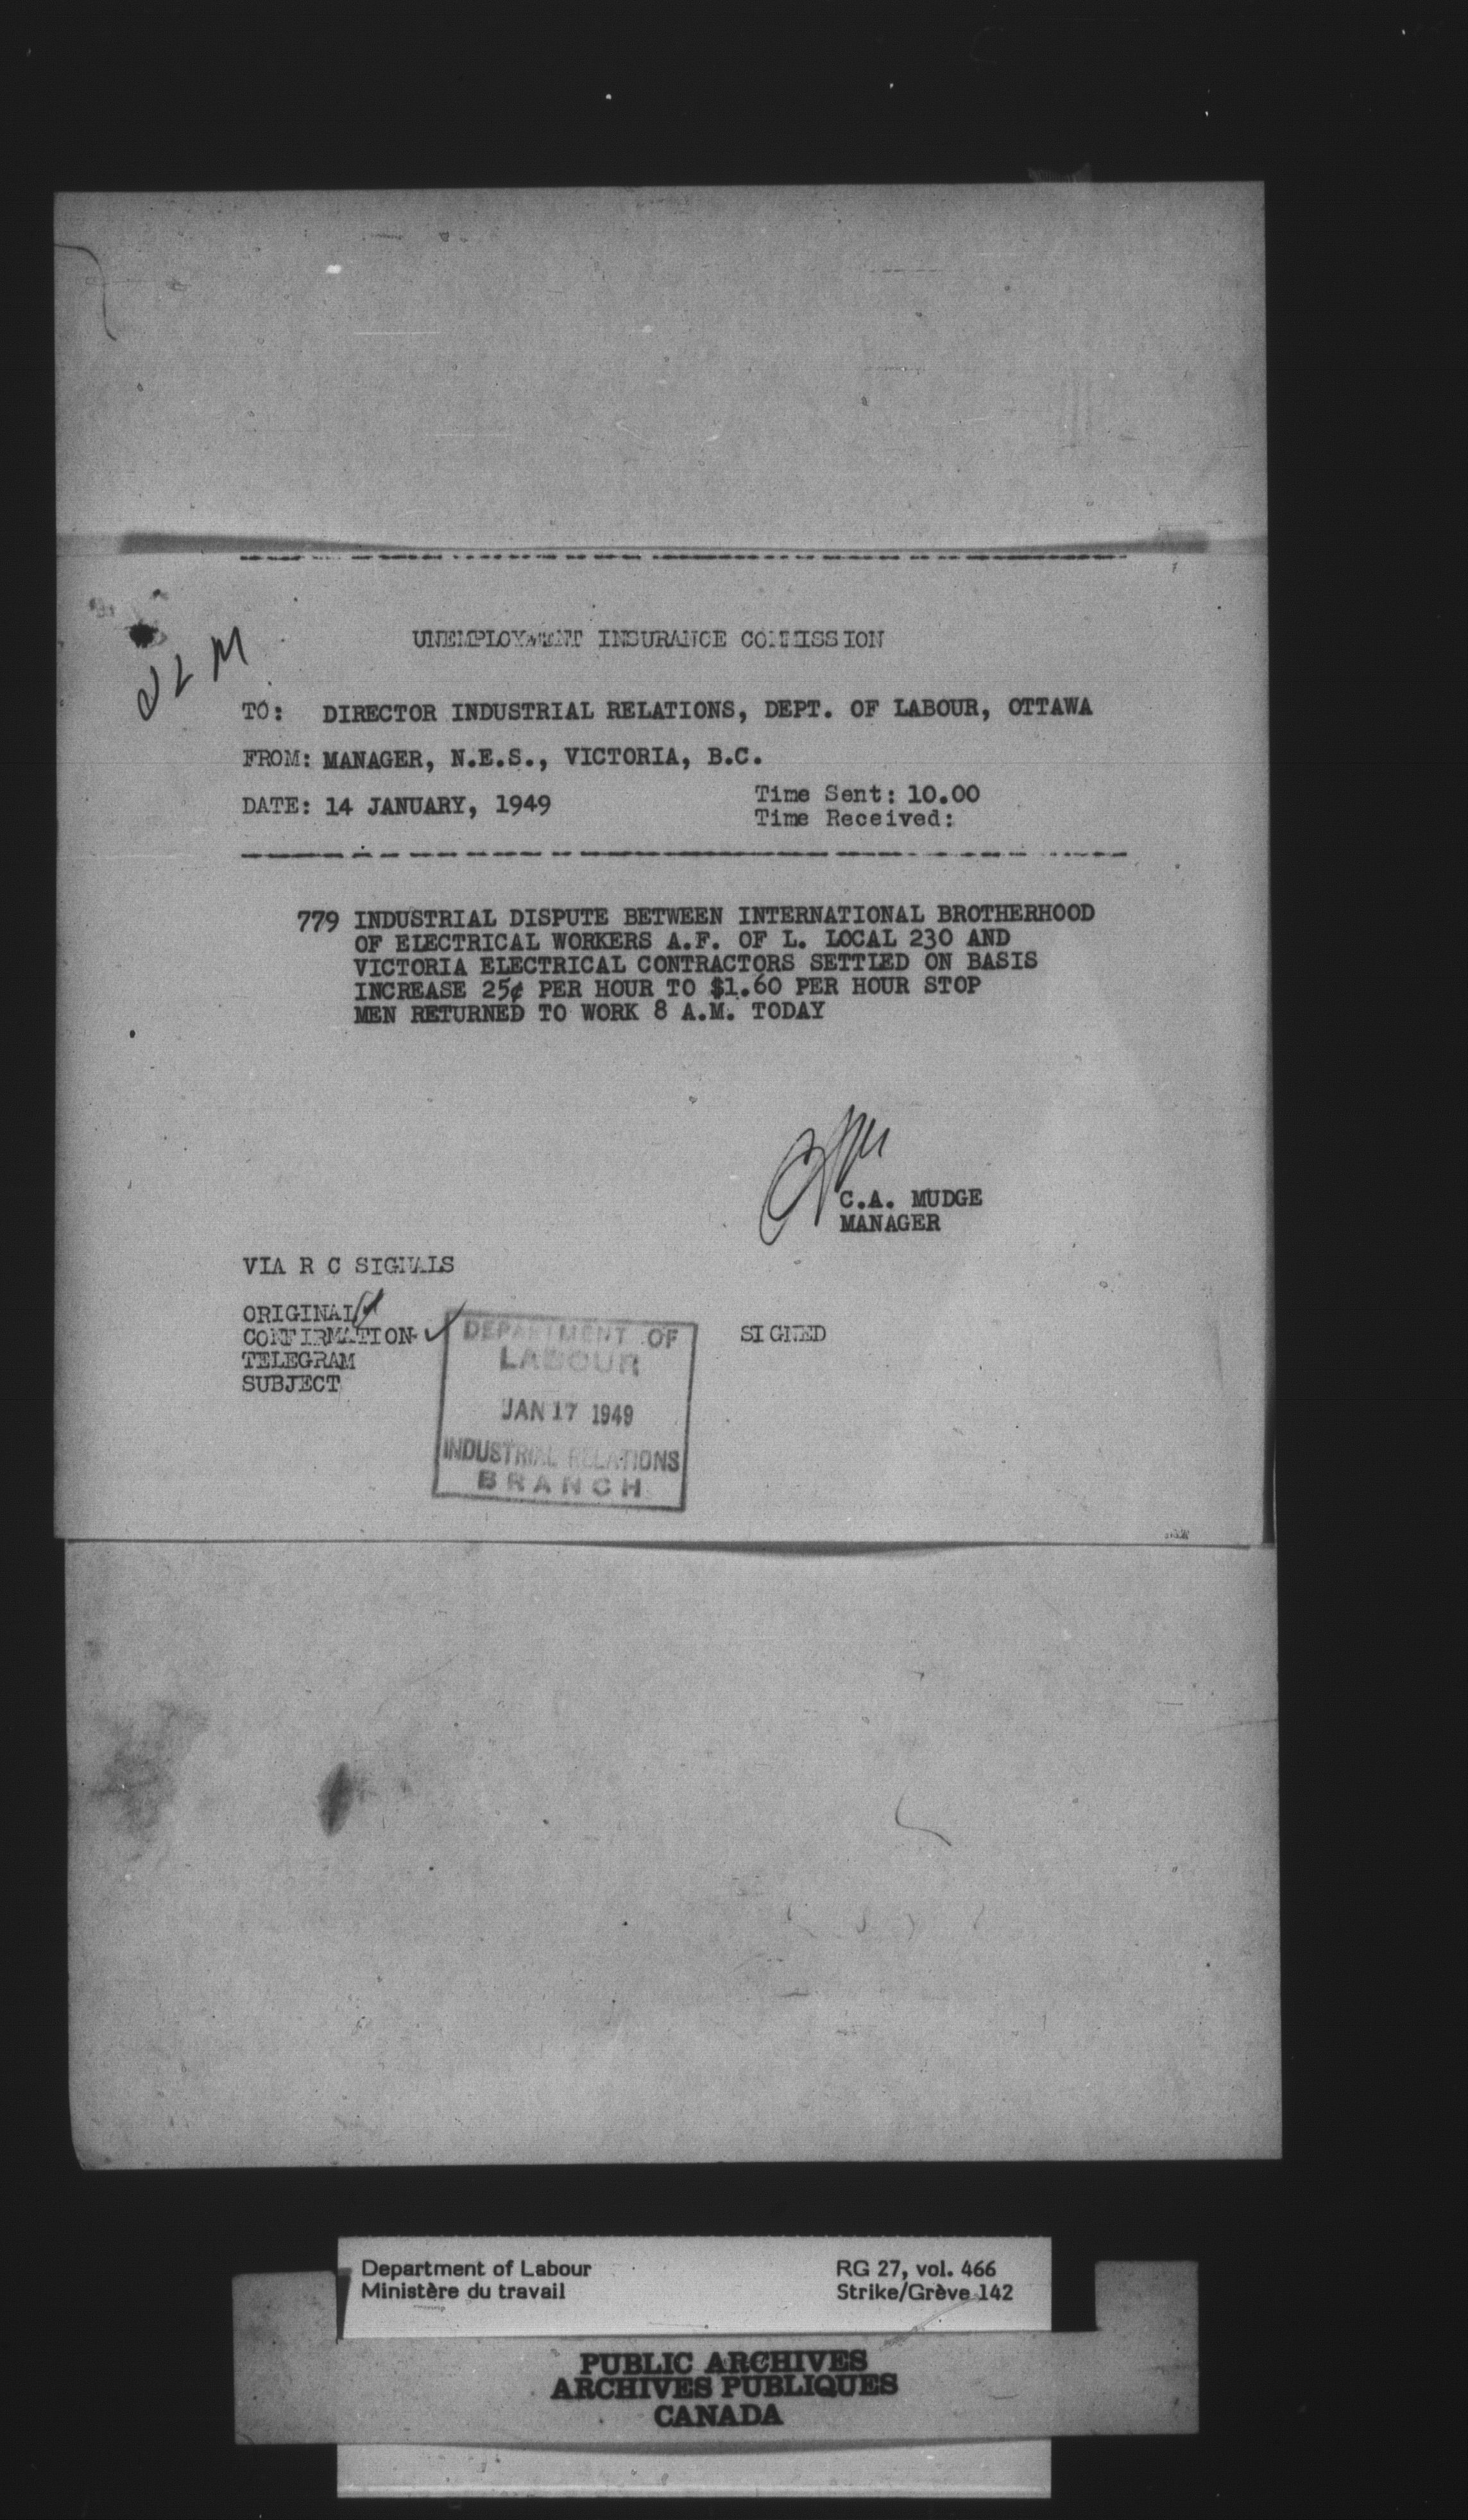 UNEMPLOYMENT INSURANCE COMMISSION
TO: DIRECTOR INDUSTRIAL RELATIONS, DEPT. OF LABOUR, OTTAWA
FROM: MANAGER, N.E.S., VICTORIA, B.C.
DATE: 14 JANUARY, 1949
Time Sent: 10.00
Time Received:
779 INDUSTRIAL DISPUTE BETWEEN INTERNATIONAL BROTHERHOOD
OF ELECTRICAL WORKERS A.F. OF L. LOCAL 230 AND
VICTORIA ELECTRICAL CONTRACTORS SETTLED ON BASIS
INCREASE 25¢ PER HOUR TO $1.60 PER HOUR STOP
MEN RETURNED TO WORK 8 A.M. TODAY
C.A. MUDGE
MANAGER
VIA R C SIGNALS
ORIGINAL
CONFIRMATION
TELEGRAM
SUBJECT
SIGNED
DEPARTMENT OF
LABOUR
JAN 17 1949
INDUSTRIAL RELATIONS
BRANCH
Department of Labour
Ministère du travail
RG 27, vol. 466
Strike/Grève 142
PUBLIC ARCHIVES
ARCHIVES PUBLIQUES
CANADA